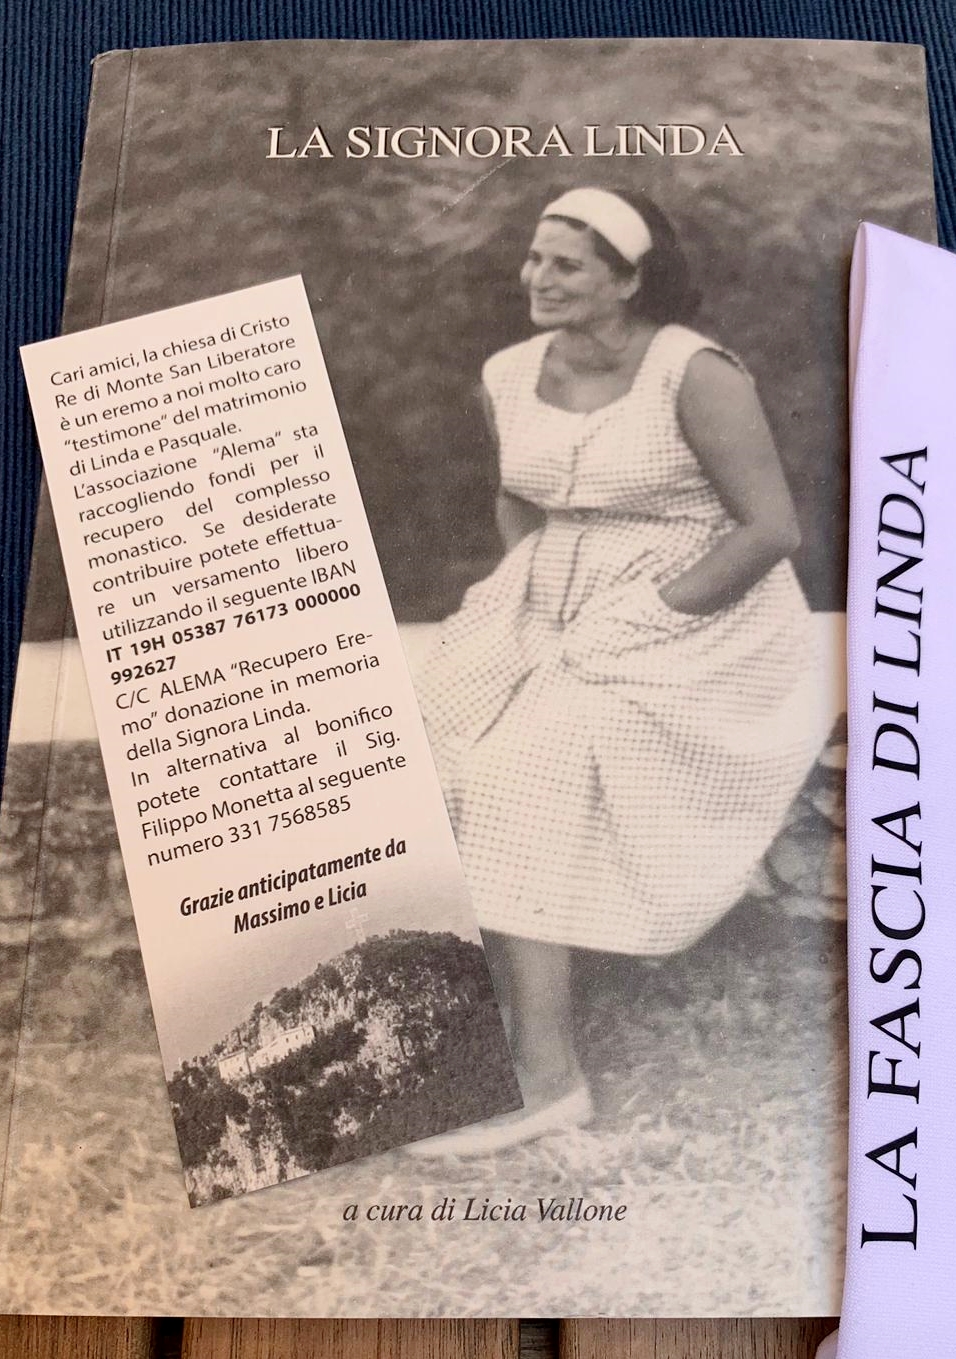 LA SIGNORA LINDA
Cari amici, la chiesa di Cristo
Re di Monte San Liberatore
è un eremo a noi molto caro
“testimone” del matrimonio
di Linda e Pasquale.
L’associazione “Alema” sta
raccogliendo fondi per il
recupero del complesso
monastico. Se desiderate
contribuire potete effettua-
re un versamento libero
utilizzando il seguente IBAN
IT 19H 05387 76173 000000
992627
C/C ALEMA “Recupero Ere-
mo” donazione in memoria
della Signora Linda.
In alternativa al bonifico
potete contattare il Sig.
Filippo Monetta al seguente
numero 331 7568585
Grazie anticipatamente da
Massimo e Licia
a cura di Licia Vallone
LA FASCIA DI LINDA